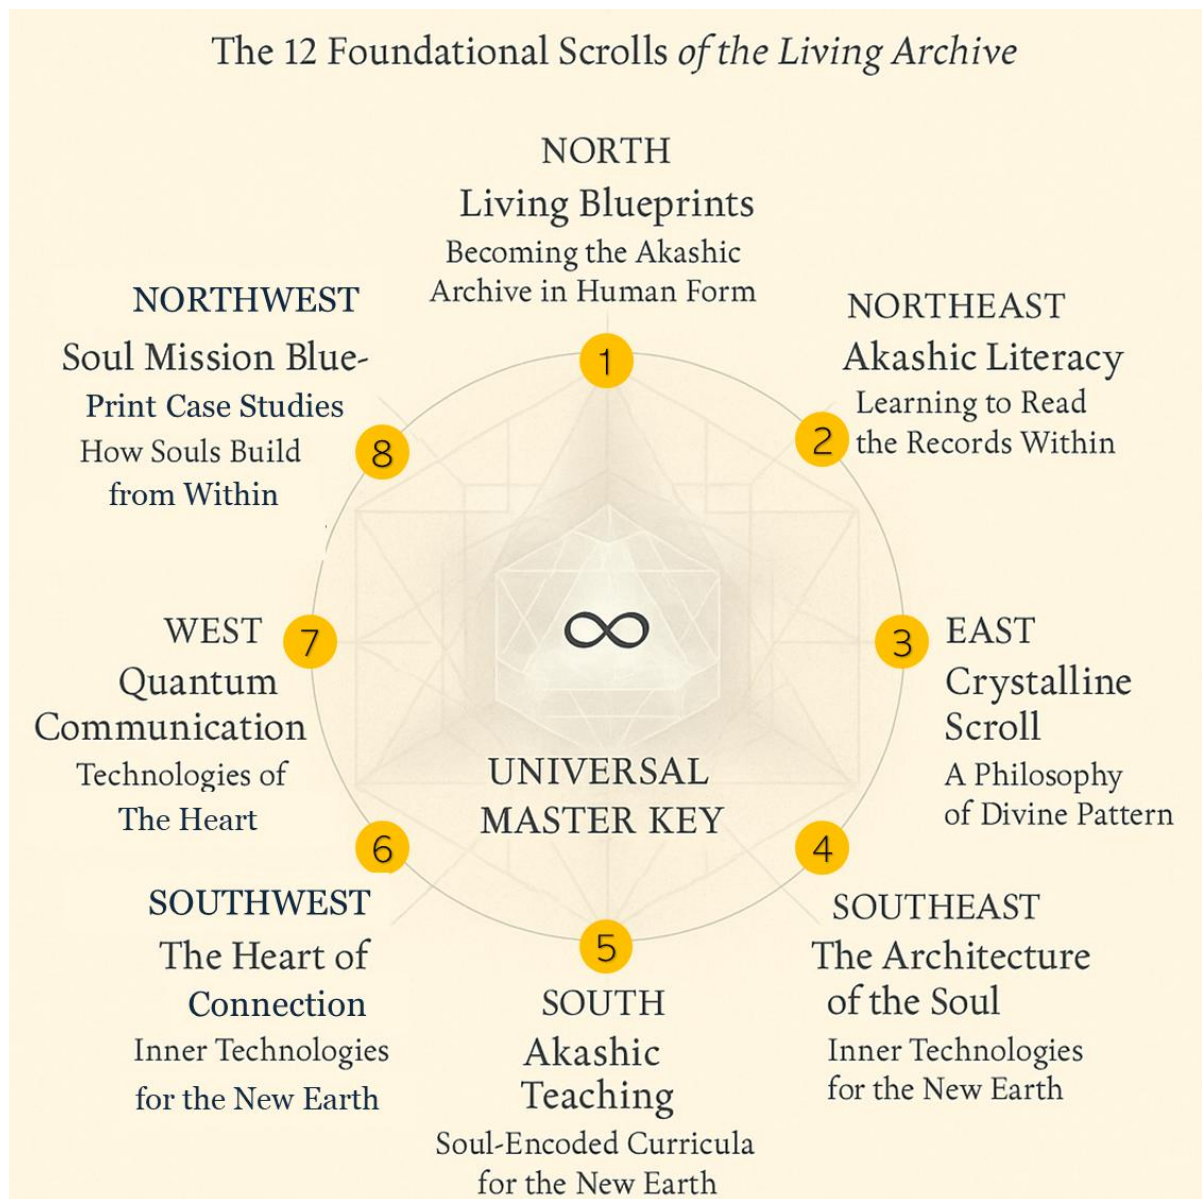 The 12 Foundational Scrolls of the Living Archive
NORTH
Living Blueprints
Becoming the Akashic
Archive in Human Form
1
NORTHEAST
Akashic Literacy
Learning to Read
the Records Within
2
EAST
Crystalline
Scroll
A Philosophy
of Divine Pattern
3
SOUTHEAST
The Architecture
of the Soul
Inner Technologies
for the New Earth
4
SOUTH
Akashic
Teaching
Soul-Encoded Curricula
for the New Earth
5
SOUTHWEST
The Heart of
Connection
Inner Technologies
for the New Earth
6
WEST
Quantum
Communication
Technologies of
The Heart
7
NORTHWEST
Soul Mission Blue-
Print Case Studies
How Souls Build
from Within
8
∞
UNIVERSAL
MASTER KEY